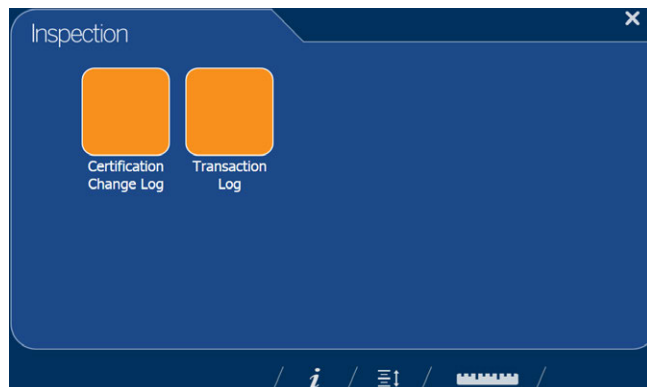 Inspection
Certification
Change Log
Transaction
Log
i